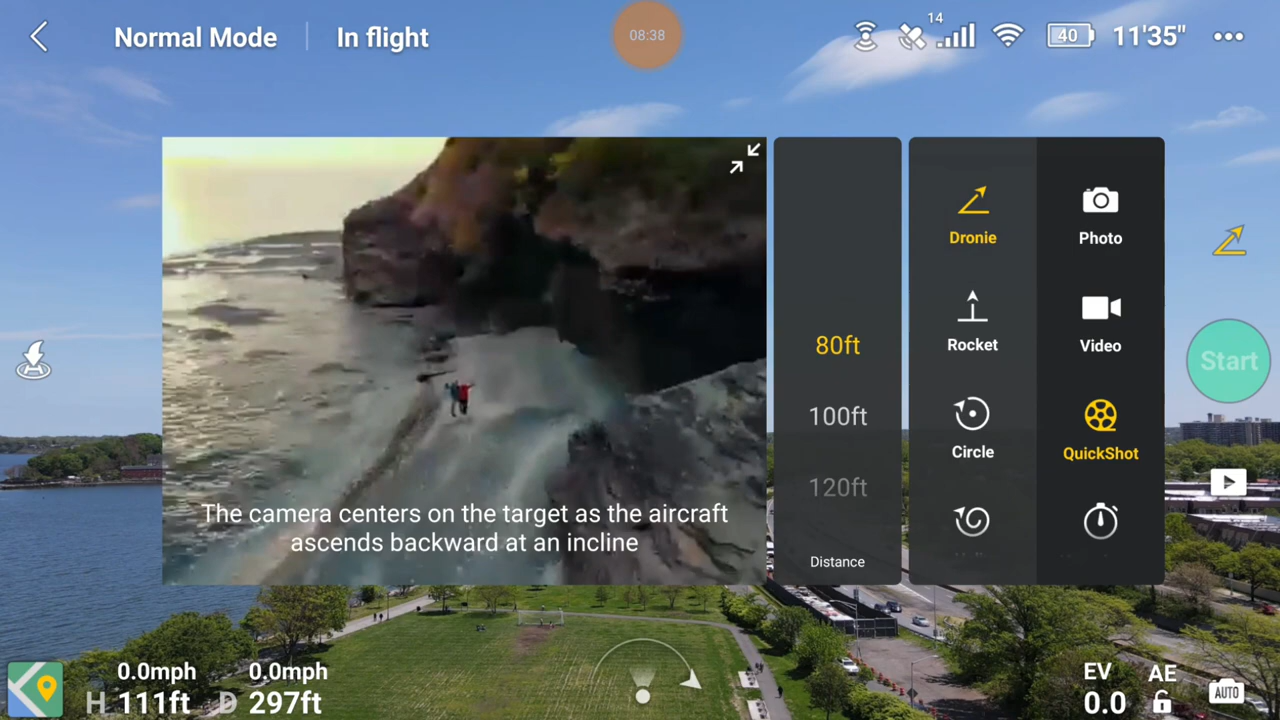 Normal Mode
In flight
08:38
14
40
11'35"
Dronie
Photo
Rocket
Video
Circle
QuickShot
80ft
100ft
120ft
Distance
The camera centers on the target as the aircraft
ascends backward at an incline
Start
0.0mph
0.0mph
H 111ft
D 297ft
EV
0.0
AE
AUTO